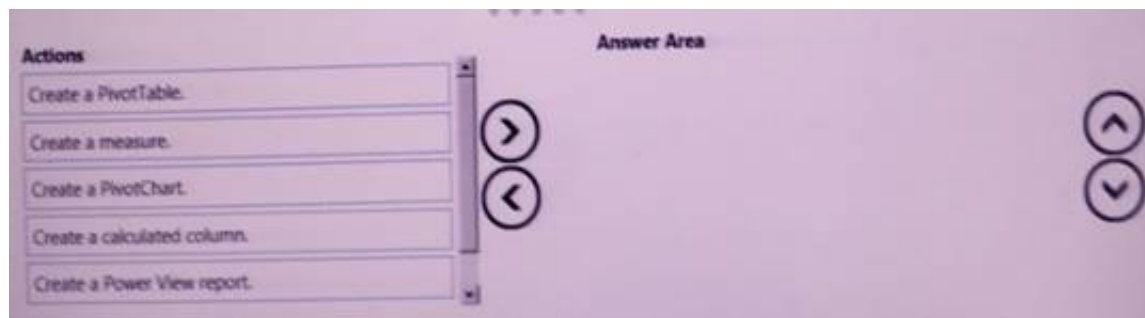 Actions
Answer Area
Create a PivotTable.
Create a measure.
Create a PivotChart.
Create a calculated column.
Create a Power View report.